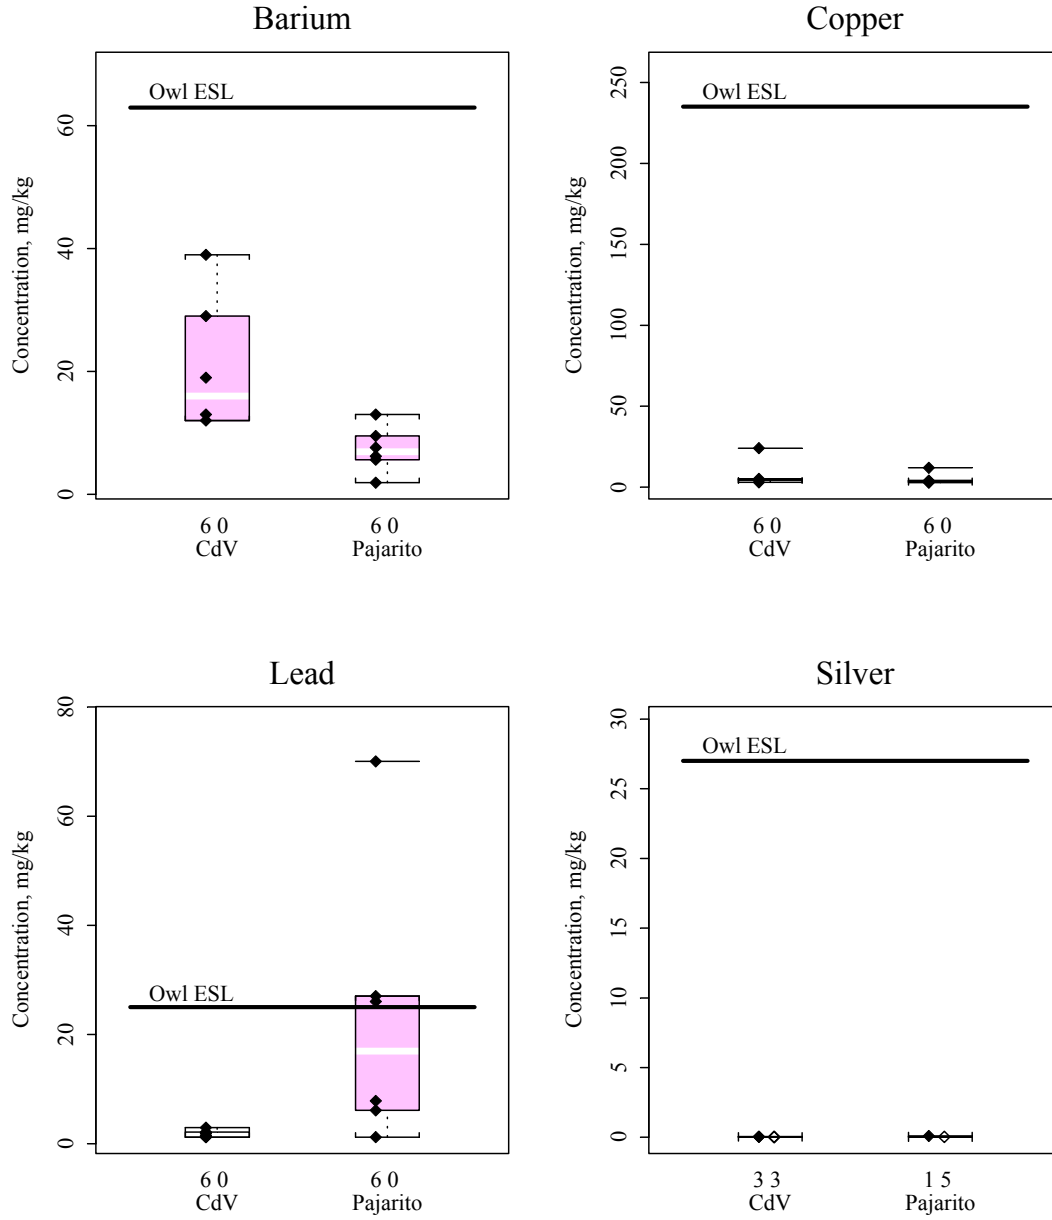 Barium
Concentration, mg/kg
60
40
20
0
Owl ESL
6 0
CdV
6 0
Pajarito
Copper
Concentration, mg/kg
250
200
150
100
50
0
Owl ESL
6 0
CdV
6 0
Pajarito
Lead
Concentration, mg/kg
80
60
40
20
0
Owl ESL
6 0
CdV
6 0
Pajarito
Silver
Concentration, mg/kg
30
25
20
15
10
5
0
Owl ESL
3 3
CdV
1 5
Pajarito